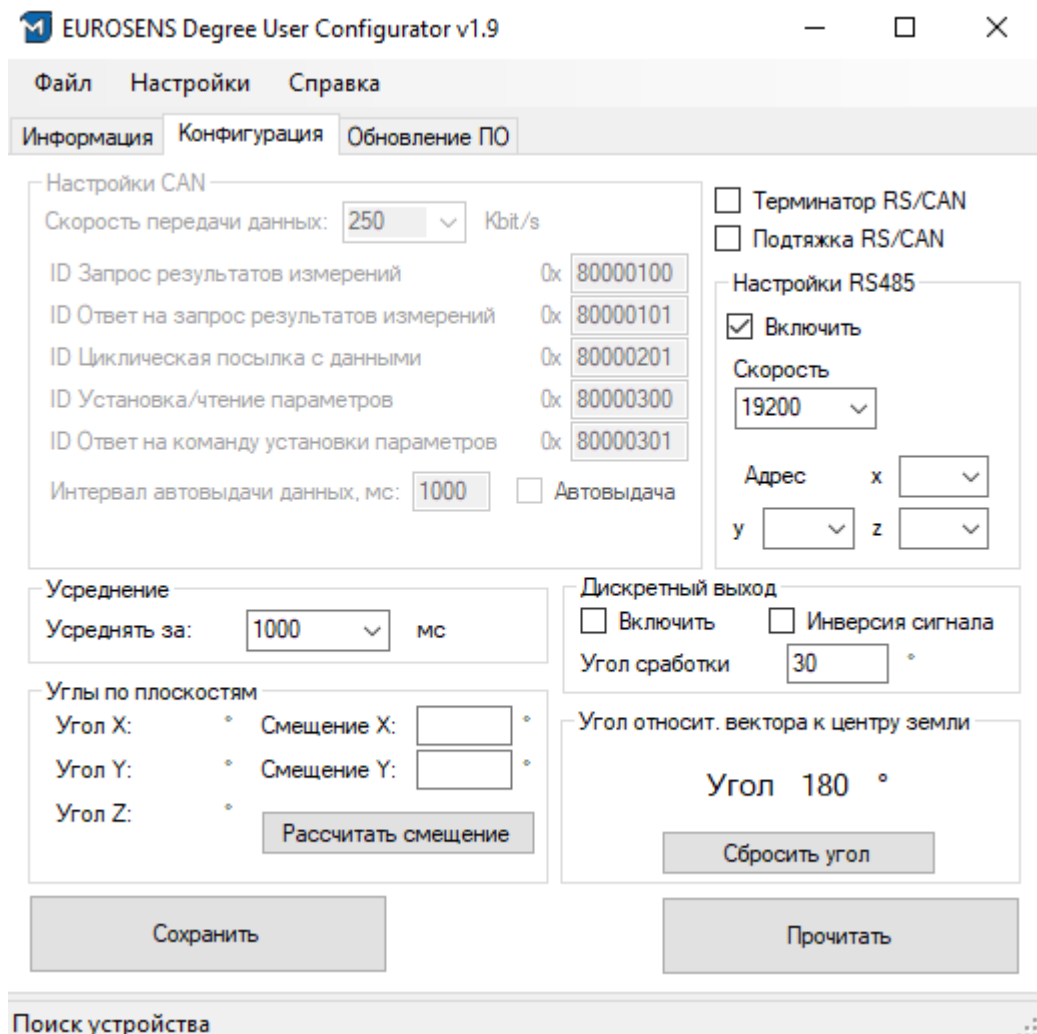 EUROSENS Degree User Configurator v1.9
Файл Настройки Справка
Информация Конфигурация Обновление ПО
Настройки CAN
Скорость передачи данных: 250 Kbit/s
ID Запрос результатов измерений 0x 80000100
ID Ответ на запрос результатов измерений 0x 80000101
ID Циклическая посылка с данными 0x 80000201
ID Установка/чтение параметров 0x 80000300
ID Ответ на команду установки параметров 0x 80000301
Интервал автовыдачи данных, мс: 1000 Автовыдача
Терминатор RS/CAN
Подтяжка RS/CAN
Настройки RS485
Включить
Скорость
19200
Адрес x
y z
Усреднение
Усреднять за: 1000 мс
Дискретный выход
Включить Инверсия сигнала
Угол сработки 30 °
Углы по плоскостям
Угол X: ° Смещение X: °
Угол Y: ° Смещение Y: °
Угол Z: °
Рассчитать смещение
Угол относит. вектора к центру земли
Угол 180 °
Сбросить угол
Сохранить
Прочитать
Поиск устройства